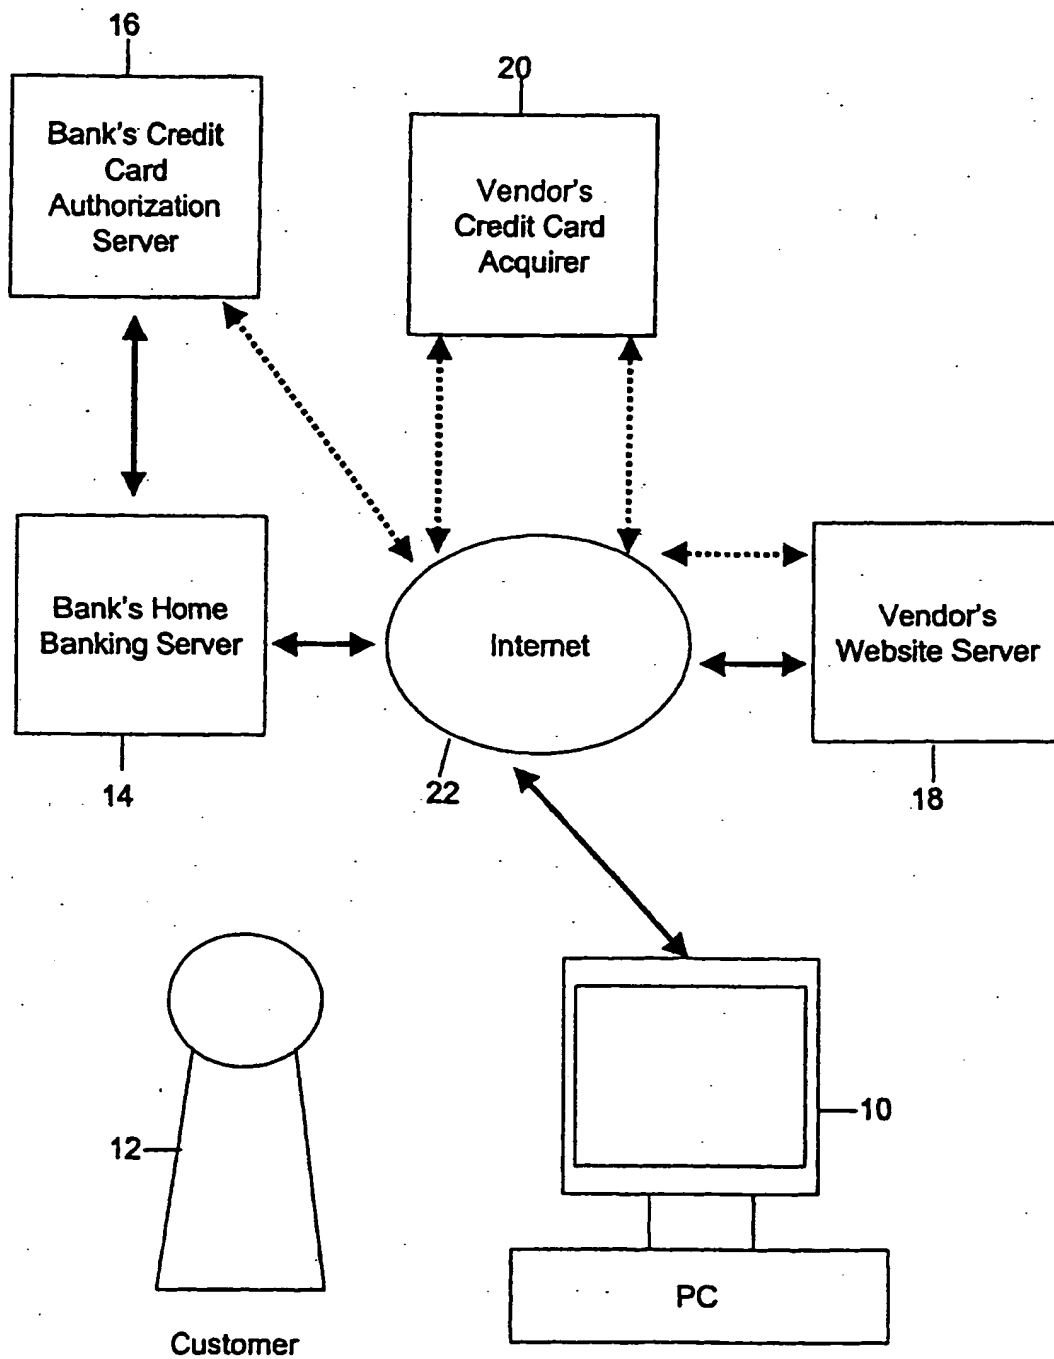 16
20
Bank's Credit
Card
Authorization
Server
Vendor's
Credit Card
Acquirer
Bank's Home
Banking Server
Internet
Vendor's
Website Server
14
22
18
12
10
PC
Customer